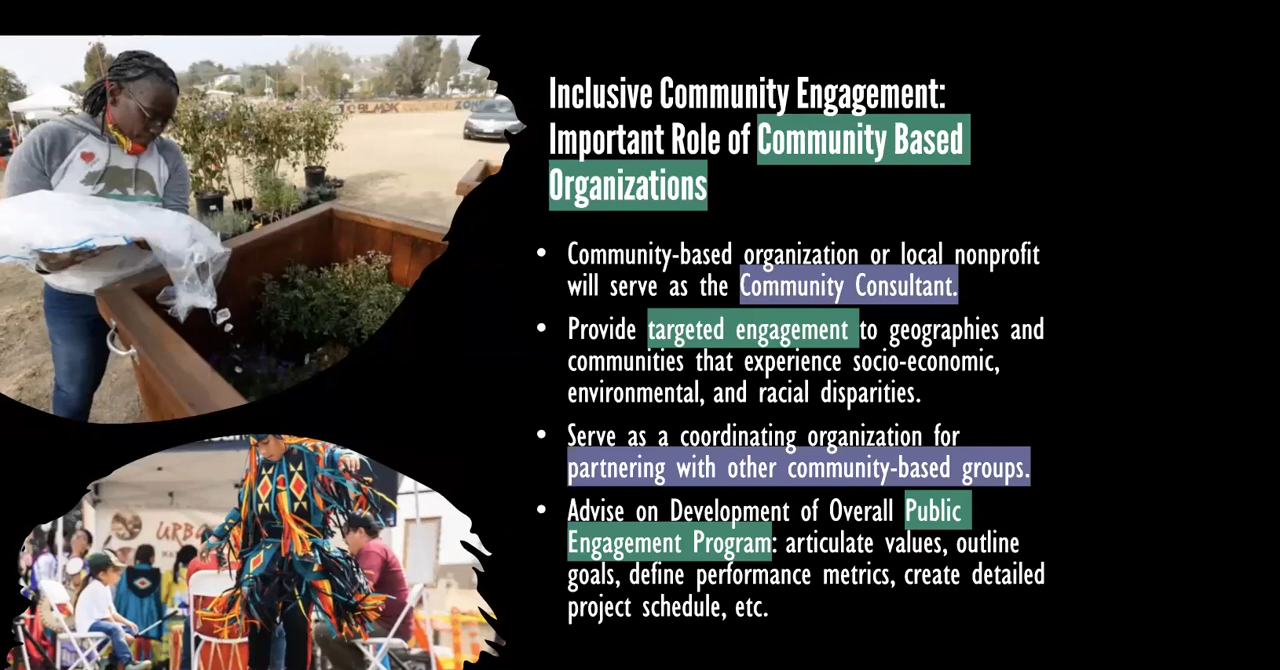 Inclusive Community Engagement:
Important Role of Community Based
Organizations
• Community-based organization or local nonprofit
will serve as the Community Consultant.
• Provide targeted engagement to geographies and
communities that experience socio-economic,
environmental, and racial disparities.
• Serve as a coordinating organization for
partnering with other community-based groups.
• Advise on Development of Overall Public
Engagement Program: articulate values, outline
goals, define performance metrics, create detailed
project schedule, etc.